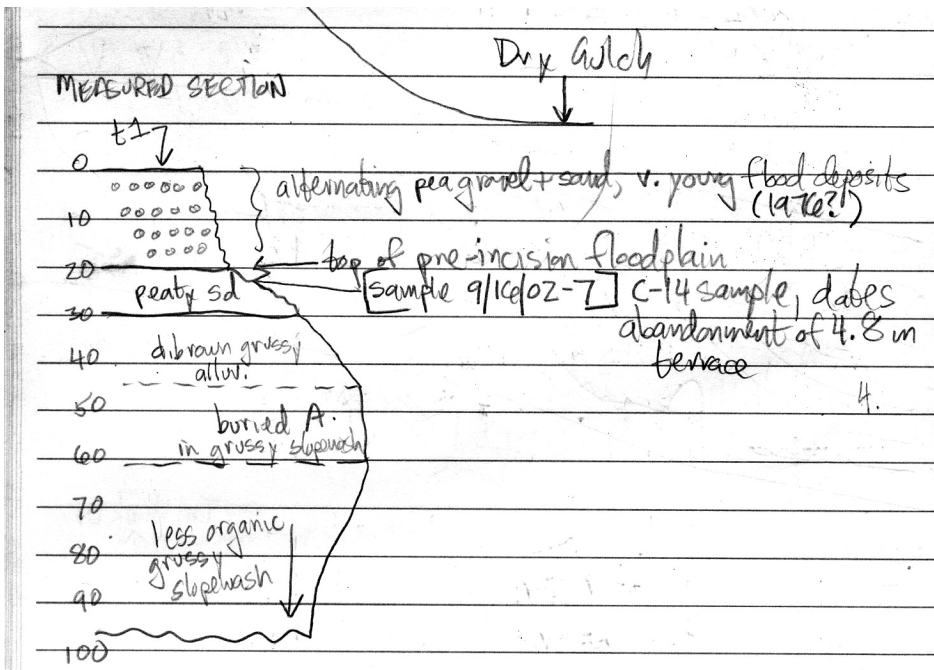 Dry Gulch
MEASURED SECTION
t1
0
alternating pea gravel + sand, v. young flood deposits
(1976?!)
10
top of pre-incision floodplain
20
peaty sd
[sample 9/16/02-7] C-14 sample, dates
abandonment of 4.8 m
terrace
30
d.brown grussy
alluv.
40
4.
50
buried A.
in grussy slopewash
60
70
less organic
grussy
slopewash
80
90
100